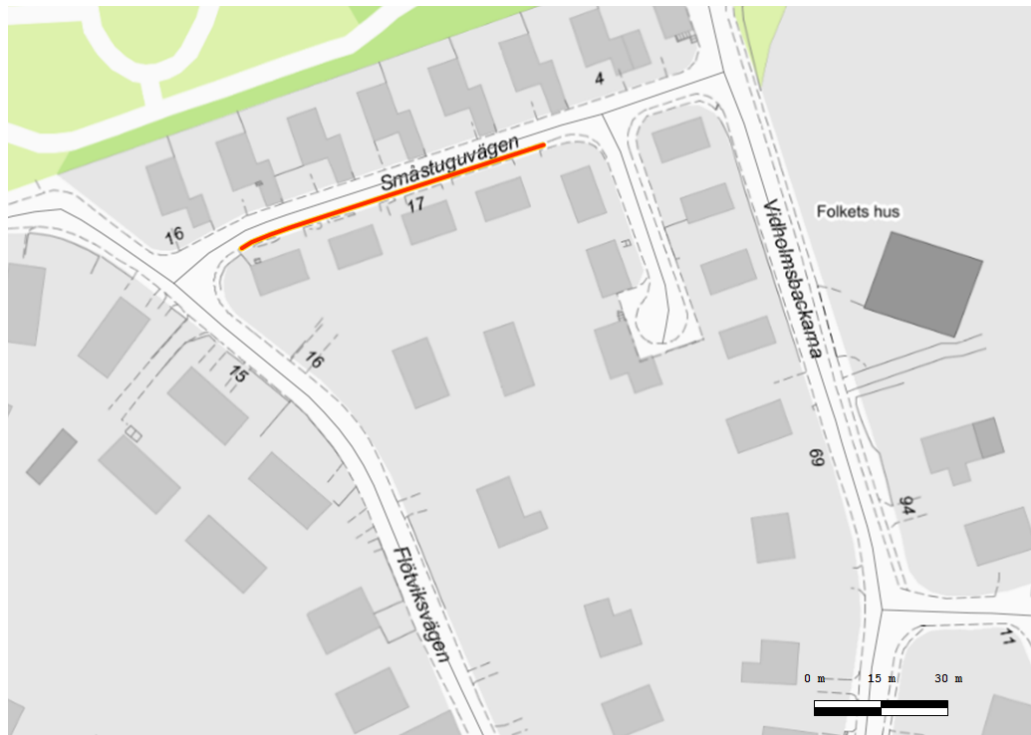 4
Småstuguvägen
17
16
Vidholmsbackarna
Folkets hus
16
15
69
94
Flötviksvägen
11
0 m 15 m 30 m